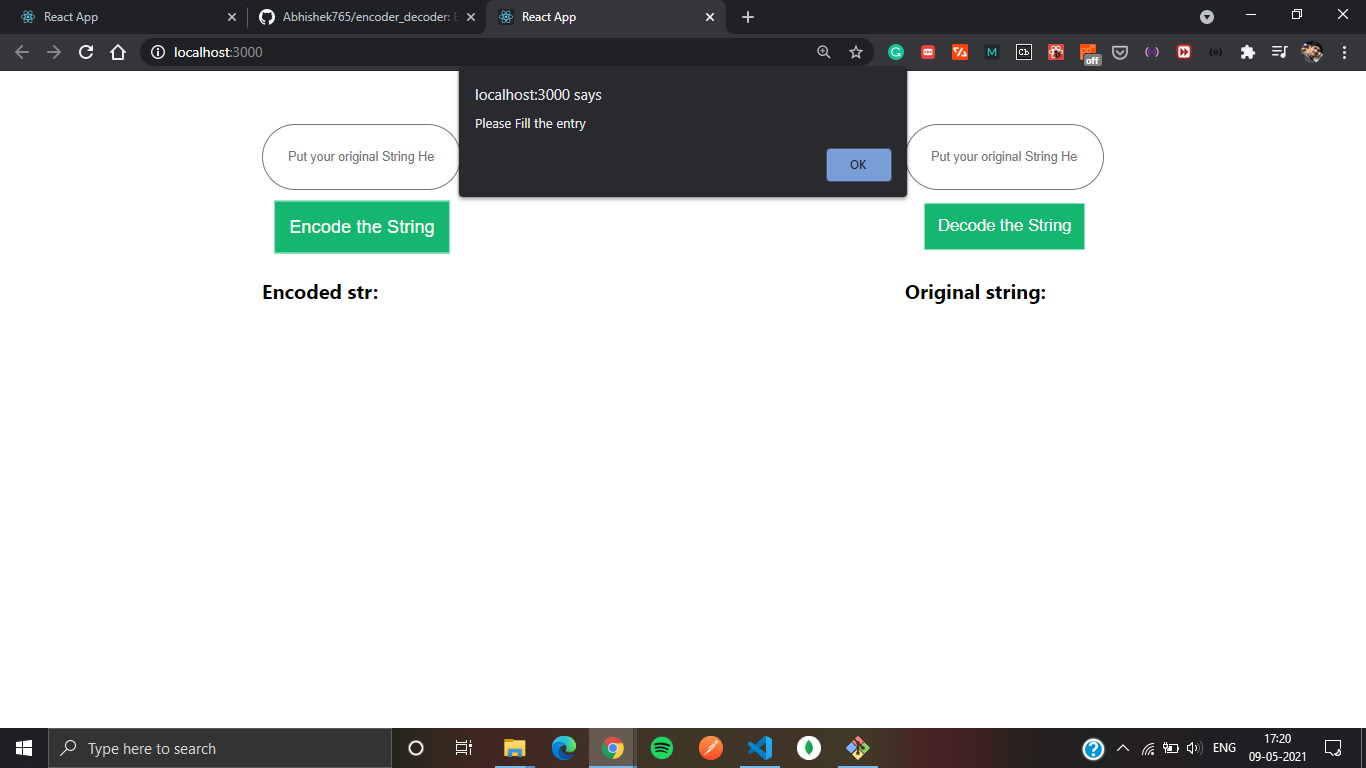 React App
Abhishek765/encoder_decoder: E
React App
localhost:3000
off
localhost:3000 says
Please Fill the entry
OK
Put your original String He
Put your original String He
Encode the String
Decode the String
Encoded str:
Original string:
Type here to search
ENG
17:20
09-05-2021